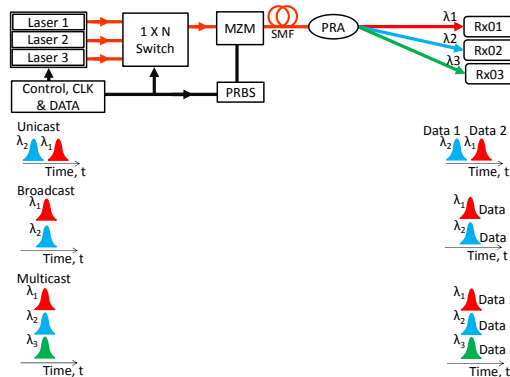 Laser 1
Laser 2
Laser 3
1 X N
Switch
MZM
SMF
PRA
λ1
λ2
λ3
Rx01
Rx02
Rx03
Control, CLK
& DATA
PRBS
Unicast
λ2 λ1
Time, t
Data 1 Data 2
λ2 λ1
Time, t
Broadcast
λ1
λ2
Time, t
λ1 Data
λ2 Data
Time, t
Multicast
λ1
λ2
λ3
Time, t
λ1 Data
λ2 Data
λ3 Data
Time, t